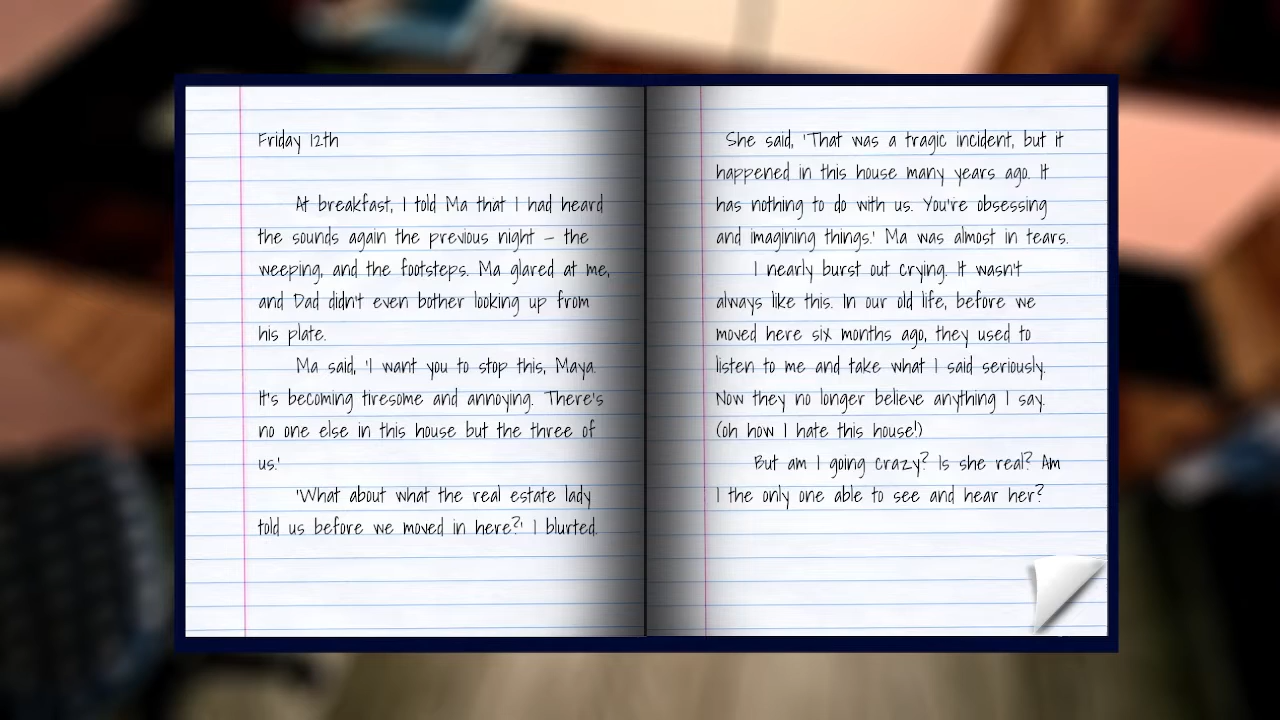 Friday 12th
At breakfast, I told Ma that I had heard
the sounds again the previous night – the
weeping, and the footsteps. Ma glared at me,
and Dad didn't even bother looking up from
his plate.
Ma said, 'I want you to stop this, Maya.
It's becoming tiresome and annoying. There's
no one else in this house but the three of
us.'
'What about what the real estate lady
told us before we moved in here?' I blurted.
She said, 'That was a tragic incident, but it
happened in this house many years ago. It
has nothing to do with us. You're obsessing
and imagining things.' Ma was almost in tears.
I nearly burst out crying. It wasn't
always like this. In our old life, before we
moved here six months ago, they used to
listen to me and take what I said seriously.
Now they no longer believe anything I say.
(oh how I hate this house!)
But am I going crazy? Is she real? Am
I the only one able to see and hear her?